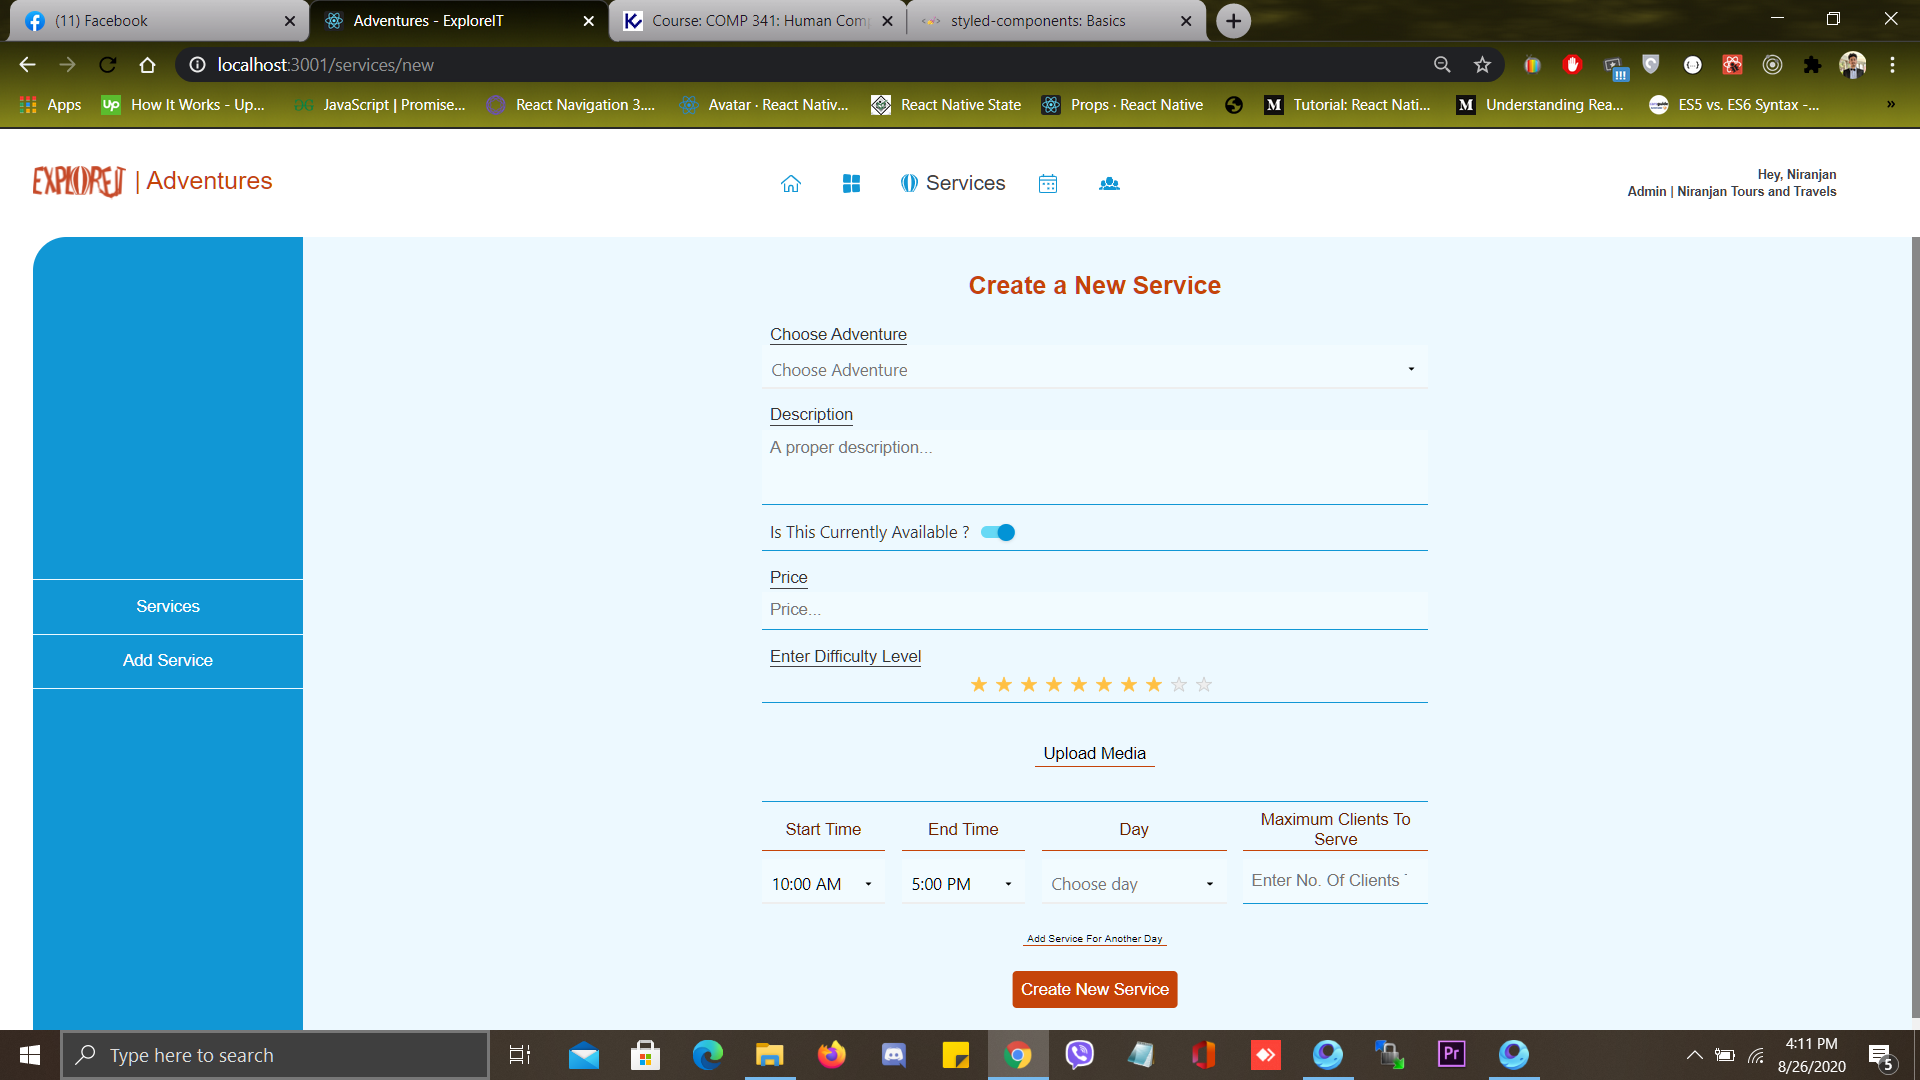 (11) Facebook
Adventures - ExploreIT
Course: COMP 341: Human Comp
styled-components: Basics
localhost:3001/services/new
Apps
Up
How It Works - Up...
JavaScript | Promise...
React Navigation 3....
Avatar · React Nativ...
React Native State
Props · React Native
M
Tutorial: React Nati...
M
Understanding Rea...
ES5 vs. ES6 Syntax -...
»
EXPLOREIT | Adventures
Services
Hey, Niranjan
Admin | Niranjan Tours and Travels
Services
Add Service
Create a New Service
Choose Adventure
Choose Adventure
Description
A proper description...
Is This Currently Available ?
Price
Price...
Enter Difficulty Level
Upload Media
Start Time
End Time
Day
Maximum Clients To
Serve
10:00 AM
5:00 PM
Choose day
Enter No. Of Clients
Add Service For Another Day
Create New Service
Type here to search
Pr
4:11 PM
8/26/2020
5